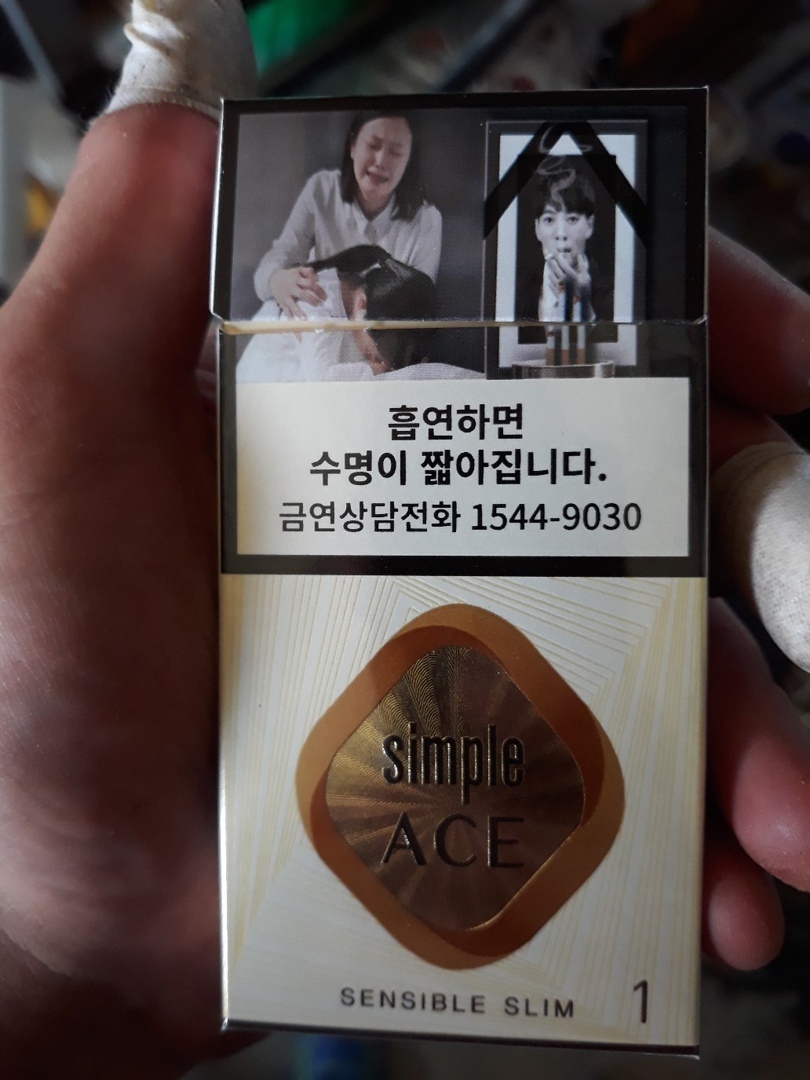 흡연하면
수명이 짧아집니다.
금연상담전화 1544-9030
simple
ACE
SENSIBLE SLIM 1